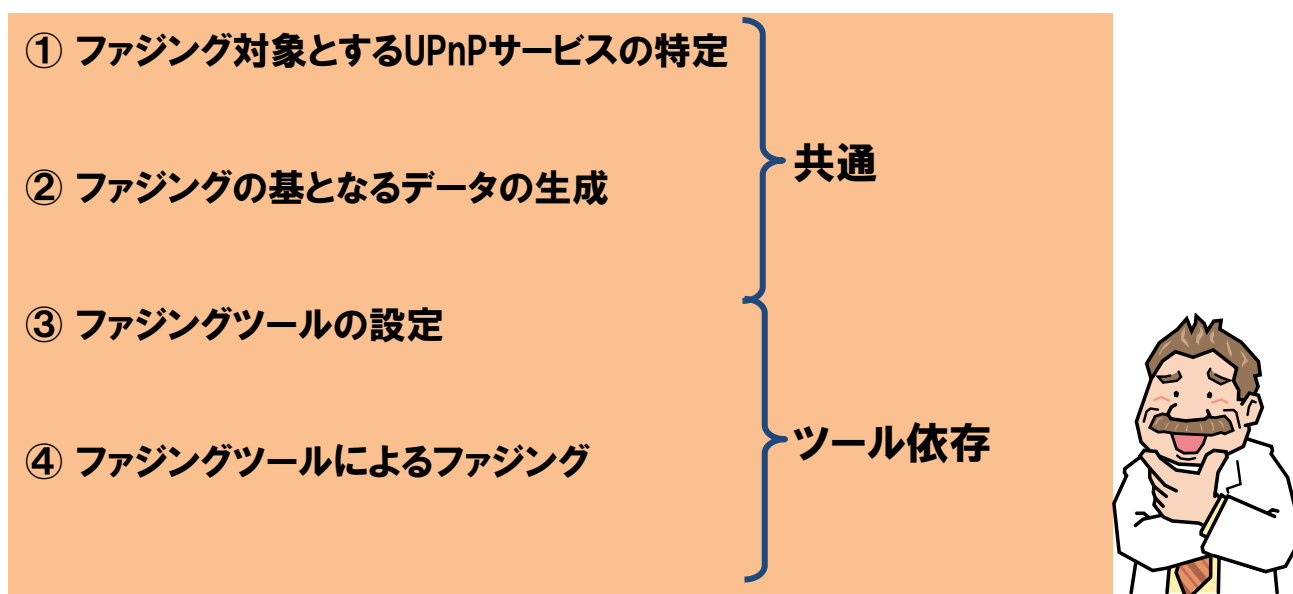 ① ファジング対象とするUPnPサービスの特定
② ファジングの基となるデータの生成
共通
③ ファジングツールの設定
④ ファジングツールによるファジング
ツール依存